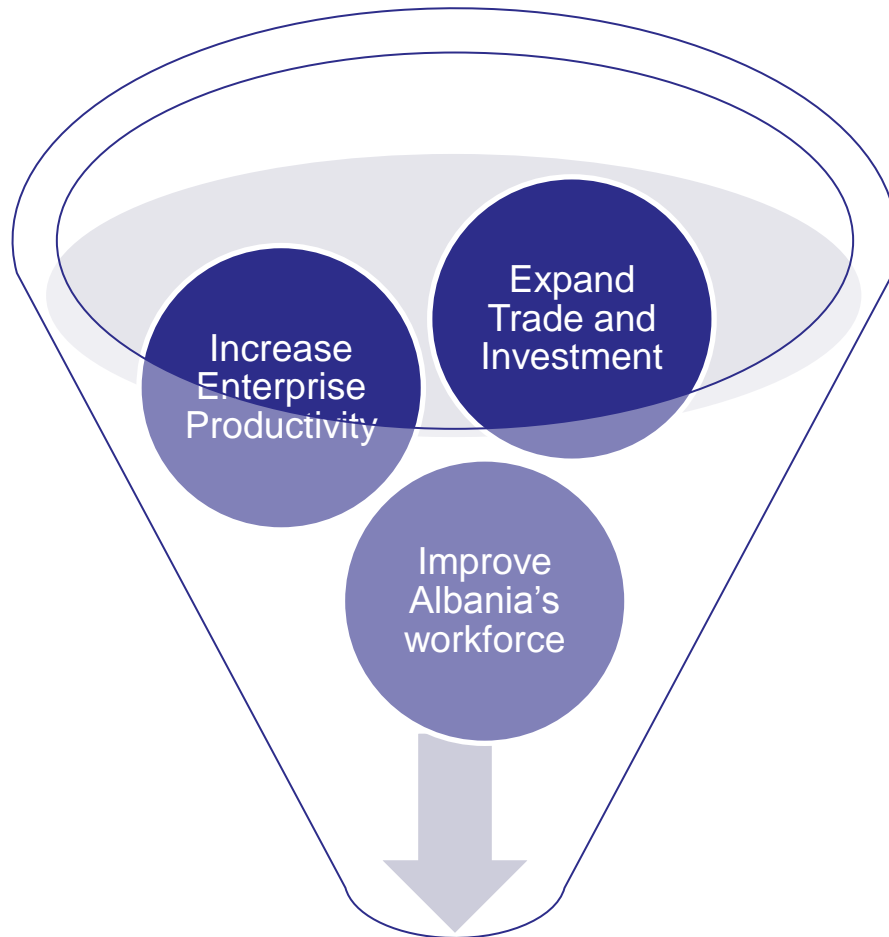 Expand
Trade and
Investment
Increase
Enterprise
Productivity
Improve
Albania’s
workforce